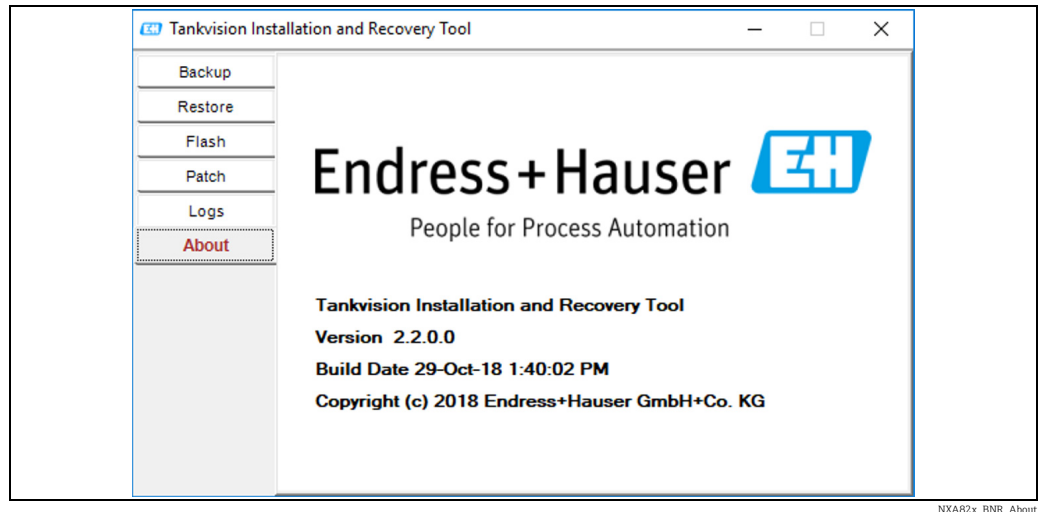 Tankvision Installation and Recovery Tool
Backup
Restore
Flash
Patch
Logs
About
Endress+Hauser EH
People for Process Automation
Tankvision Installation and Recovery Tool
Version 2.2.0.0
Build Date 29-Oct-18 1:40:02 PM
Copyright (c) 2018 Endress+Hauser GmbH+Co. KG
NXA82x_BNR_About